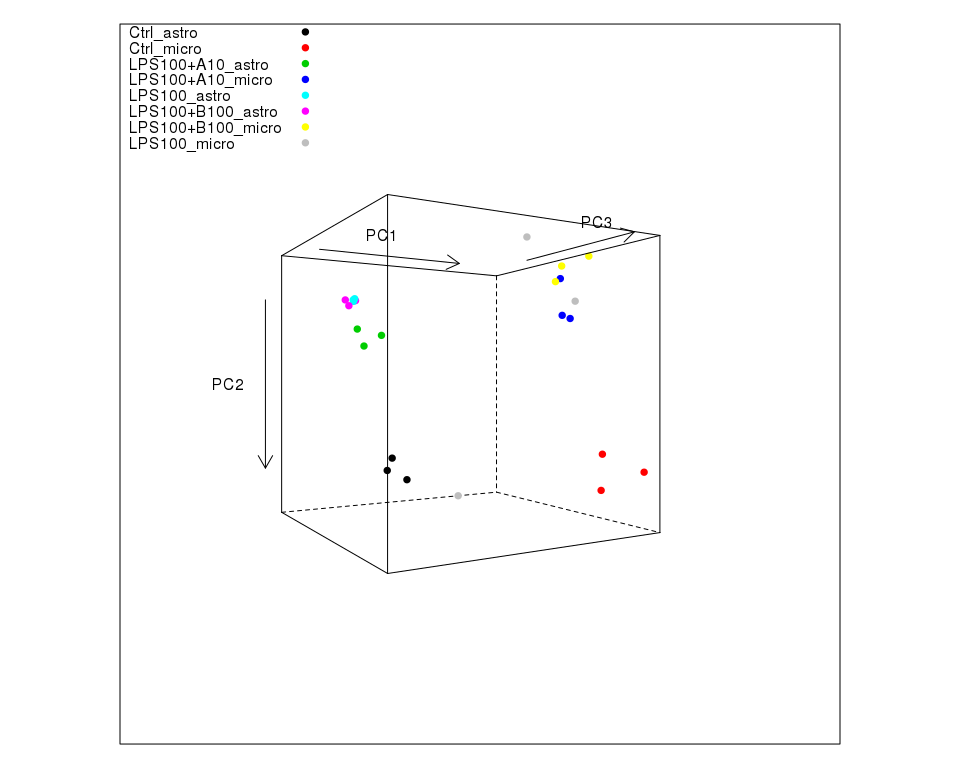 Ctrl_astro
Ctrl_micro
LPS100+A10_astro
LPS100+A10_micro
LPS100_astro
LPS100+B100_astro
LPS100+B100_micro
LPS100_micro
PC3
PC1
PC2